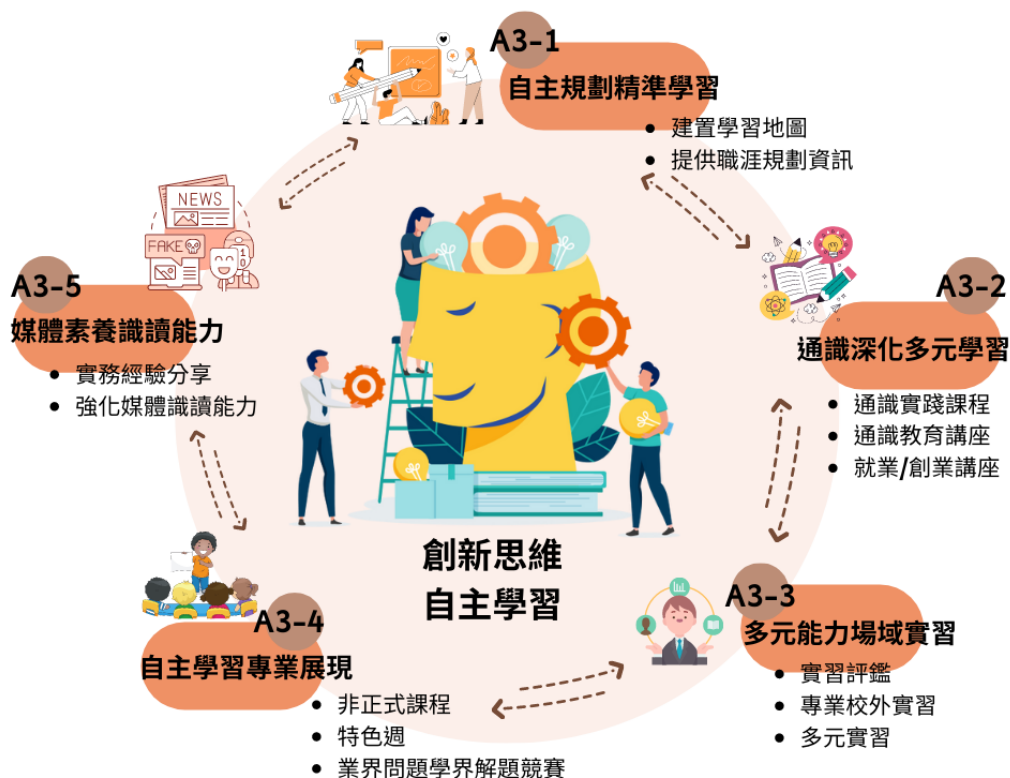 A3-1
自主規劃精準學習
• 建置學習地圖
• 提供職涯規劃資訊
A3-2
通識深化多元學習
• 通識實踐課程
• 通識教育講座
• 就業/創業講座
A3-3
多元能力場域實習
• 實習評鑑
• 專業校外實習
• 多元實習
A3-4
自主學習專業展現
• 非正式課程
• 特色週
• 業界問題學界解題競賽
A3-5
媒體素養識讀能力
• 實務經驗分享
• 強化媒體識讀能力
NEWS
FAKE
創新思維
自主學習